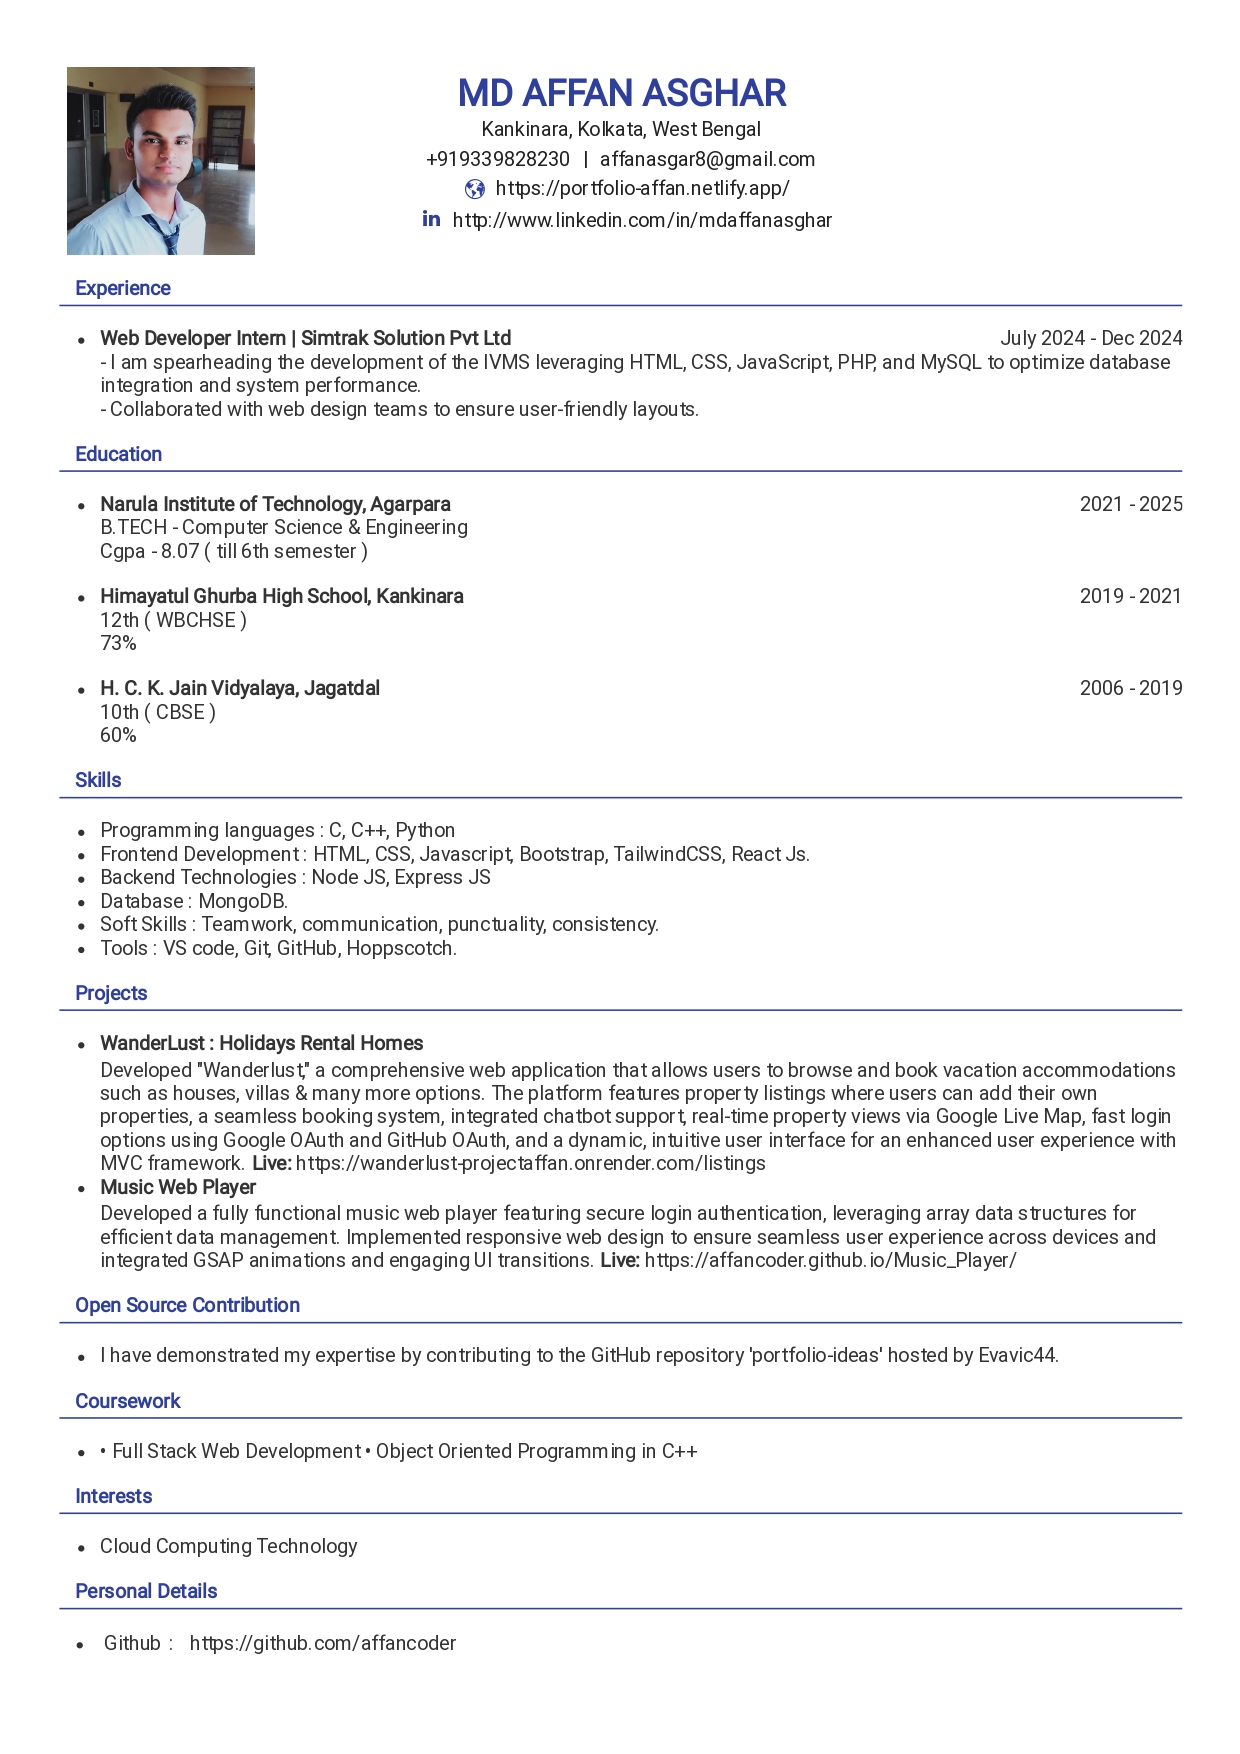 MD AFFAN ASGHAR
Kankinara, Kolkata, West Bengal
+919339828230 | affanasgar8@gmail.com
https://portfolio-affan.netlify.app/
in http://www.linkedin.com/in/mdaffanasghar
Experience
• Web Developer Intern | Simtrak Solution Pvt Ltd July 2024 - Dec 2024
- I am spearheading the development of the IVMS leveraging HTML, CSS, JavaScript, PHP, and MySQL to optimize database
integration and system performance.
- Collaborated with web design teams to ensure user-friendly layouts.
Education
• Narula Institute of Technology, Agarpara 2021 - 2025
B.TECH - Computer Science & Engineering
Cgpa - 8.07 ( till 6th semester )
• Himayatul Ghurba High School, Kankinara 2019 - 2021
12th ( WBCHSE )
73%
• H. C. K. Jain Vidyalaya, Jagatdal 2006 - 2019
10th ( CBSE )
60%
Skills
• Programming languages : C, C++, Python
• Frontend Development : HTML, CSS, Javascript, Bootstrap, TailwindCSS, React Js.
• Backend Technologies : Node JS, Express JS
• Database : MongoDB.
• Soft Skills : Teamwork, communication, punctuality, consistency.
• Tools : VS code, Git, GitHub, Hoppscotch.
Projects
• WanderLust : Holidays Rental Homes
Developed "Wanderlust," a comprehensive web application that allows users to browse and book vacation accommodations
such as houses, villas & many more options. The platform features property listings where users can add their own
properties, a seamless booking system, integrated chatbot support, real-time property views via Google Live Map, fast login
options using Google OAuth and GitHub OAuth, and a dynamic, intuitive user interface for an enhanced user experience with
MVC framework. Live: https://wanderlust-projectaffan.onrender.com/listings
• Music Web Player
Developed a fully functional music web player featuring secure login authentication, leveraging array data structures for
efficient data management. Implemented responsive web design to ensure seamless user experience across devices and
integrated GSAP animations and engaging UI transitions. Live: https://affancoder.github.io/Music_Player/
Open Source Contribution
• I have demonstrated my expertise by contributing to the GitHub repository 'portfolio-ideas' hosted by Evavic44.
Coursework
• • Full Stack Web Development • Object Oriented Programming in C++
Interests
• Cloud Computing Technology
Personal Details
• Github : https://github.com/affancoder